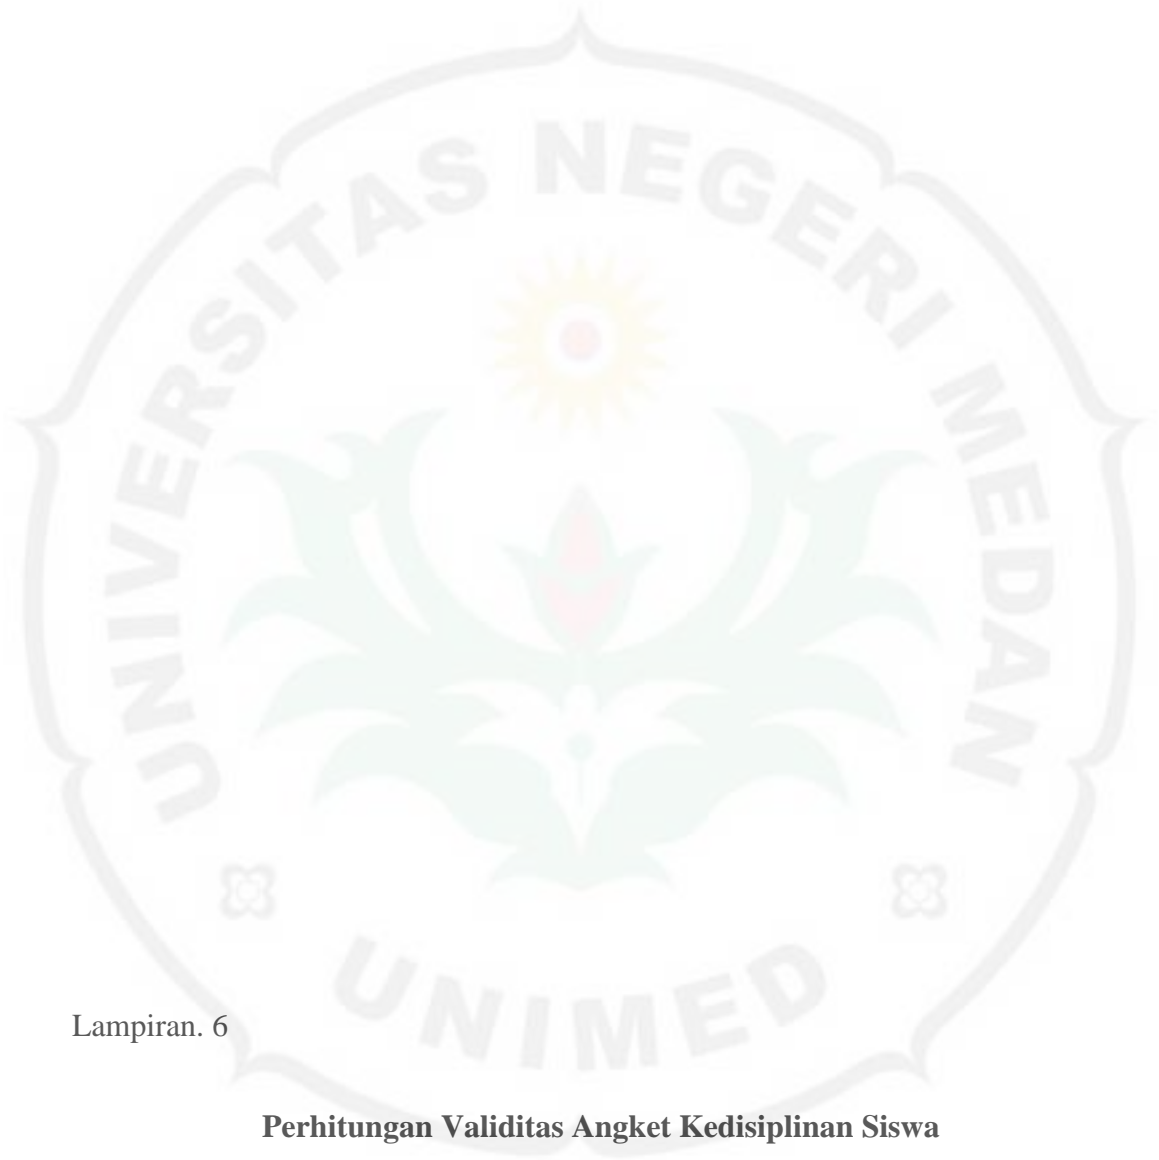 UNIVERSITAS NEGERI MEDAN
UNIMED
Lampiran. 6
Perhitungan Validitas Angket Kedisiplinan Siswa